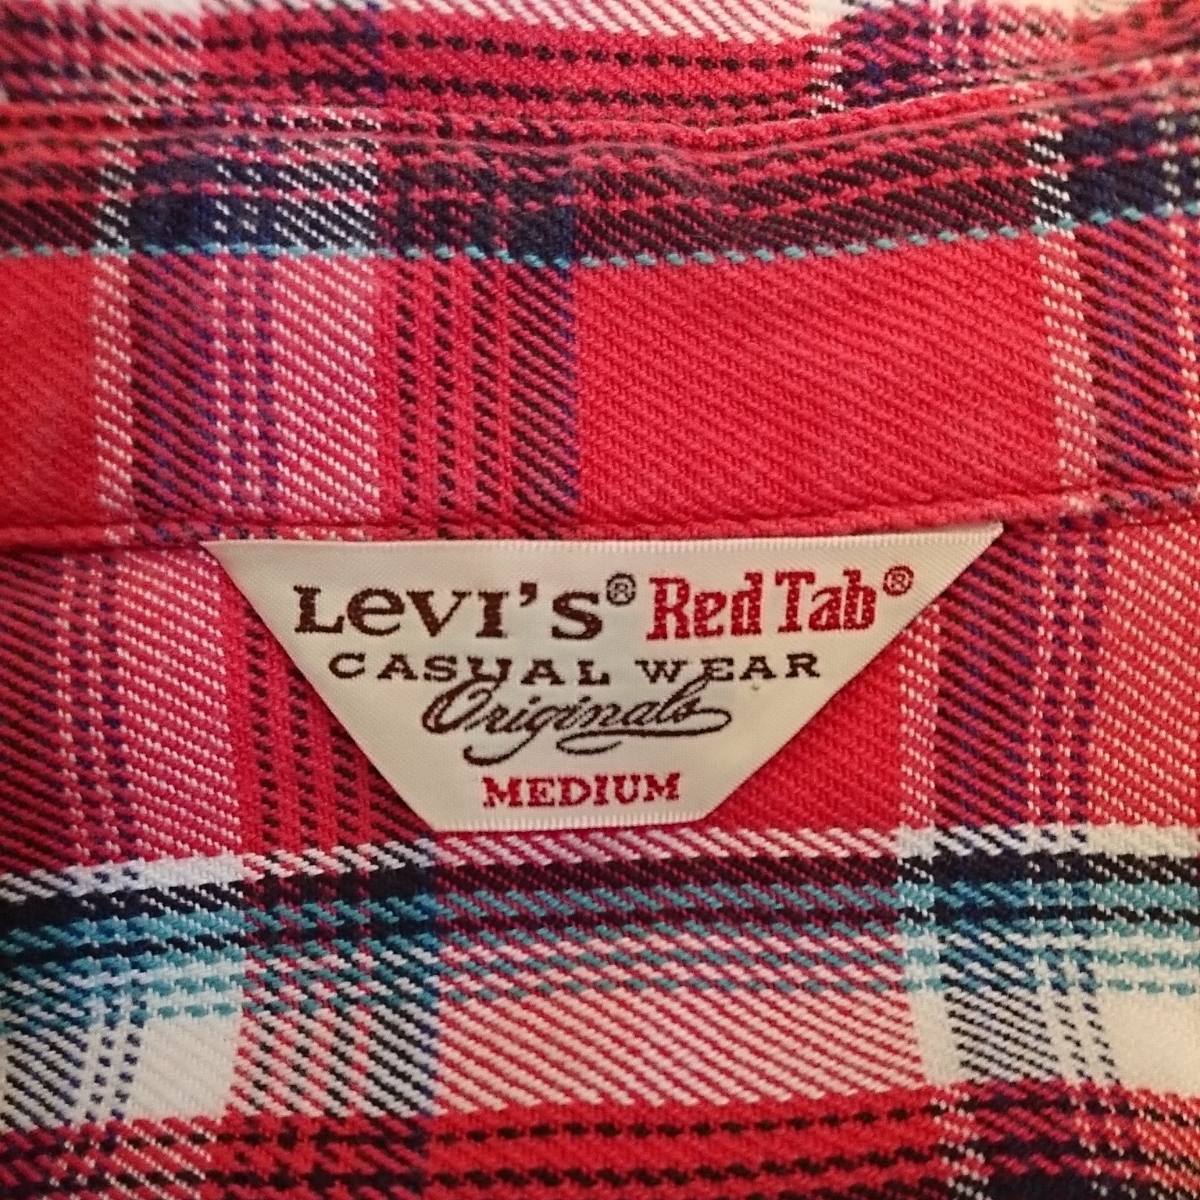 LeVI'S® Red Tab®
CASUAL WEAR
Originals
MEDIUM